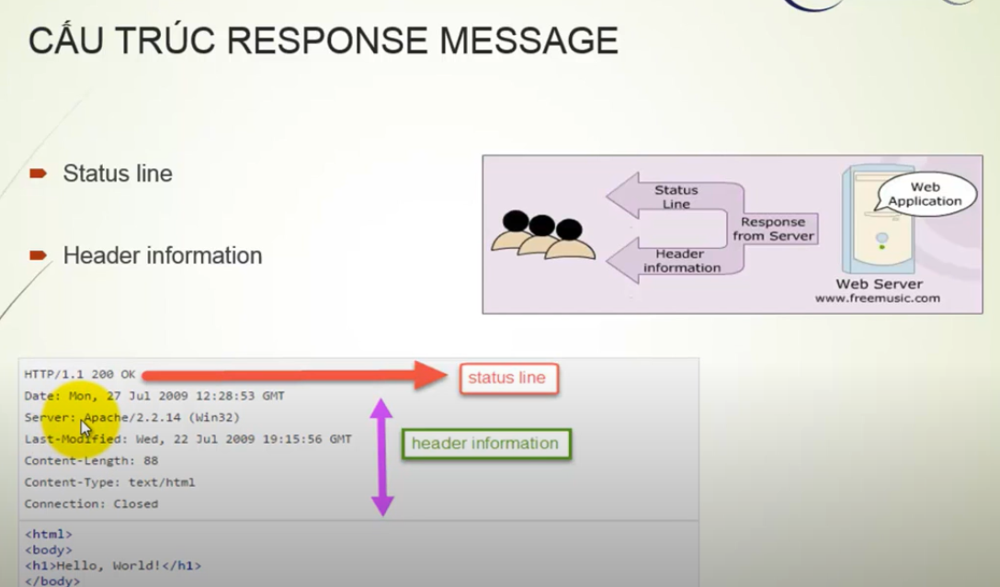 CẤU TRÚC RESPONSE MESSAGE
Status line
Header information
Status
Line
Response
from Server
Header
information
Web
Application
Web Server
www.freemusic.com
HTTP/1.1 200 OK
status line
Date: Mon, 27 Jul 2009 12:28:53 GMT
Server: Apache/2.2.14 (Win32)
Last-Modified: Wed, 22 Jul 2009 19:15:56 GMT
header information
Content-Length: 88
Content-Type: text/html
Connection: Closed
<html>
<body>
<h1>Hello, World!</h1>
</body>